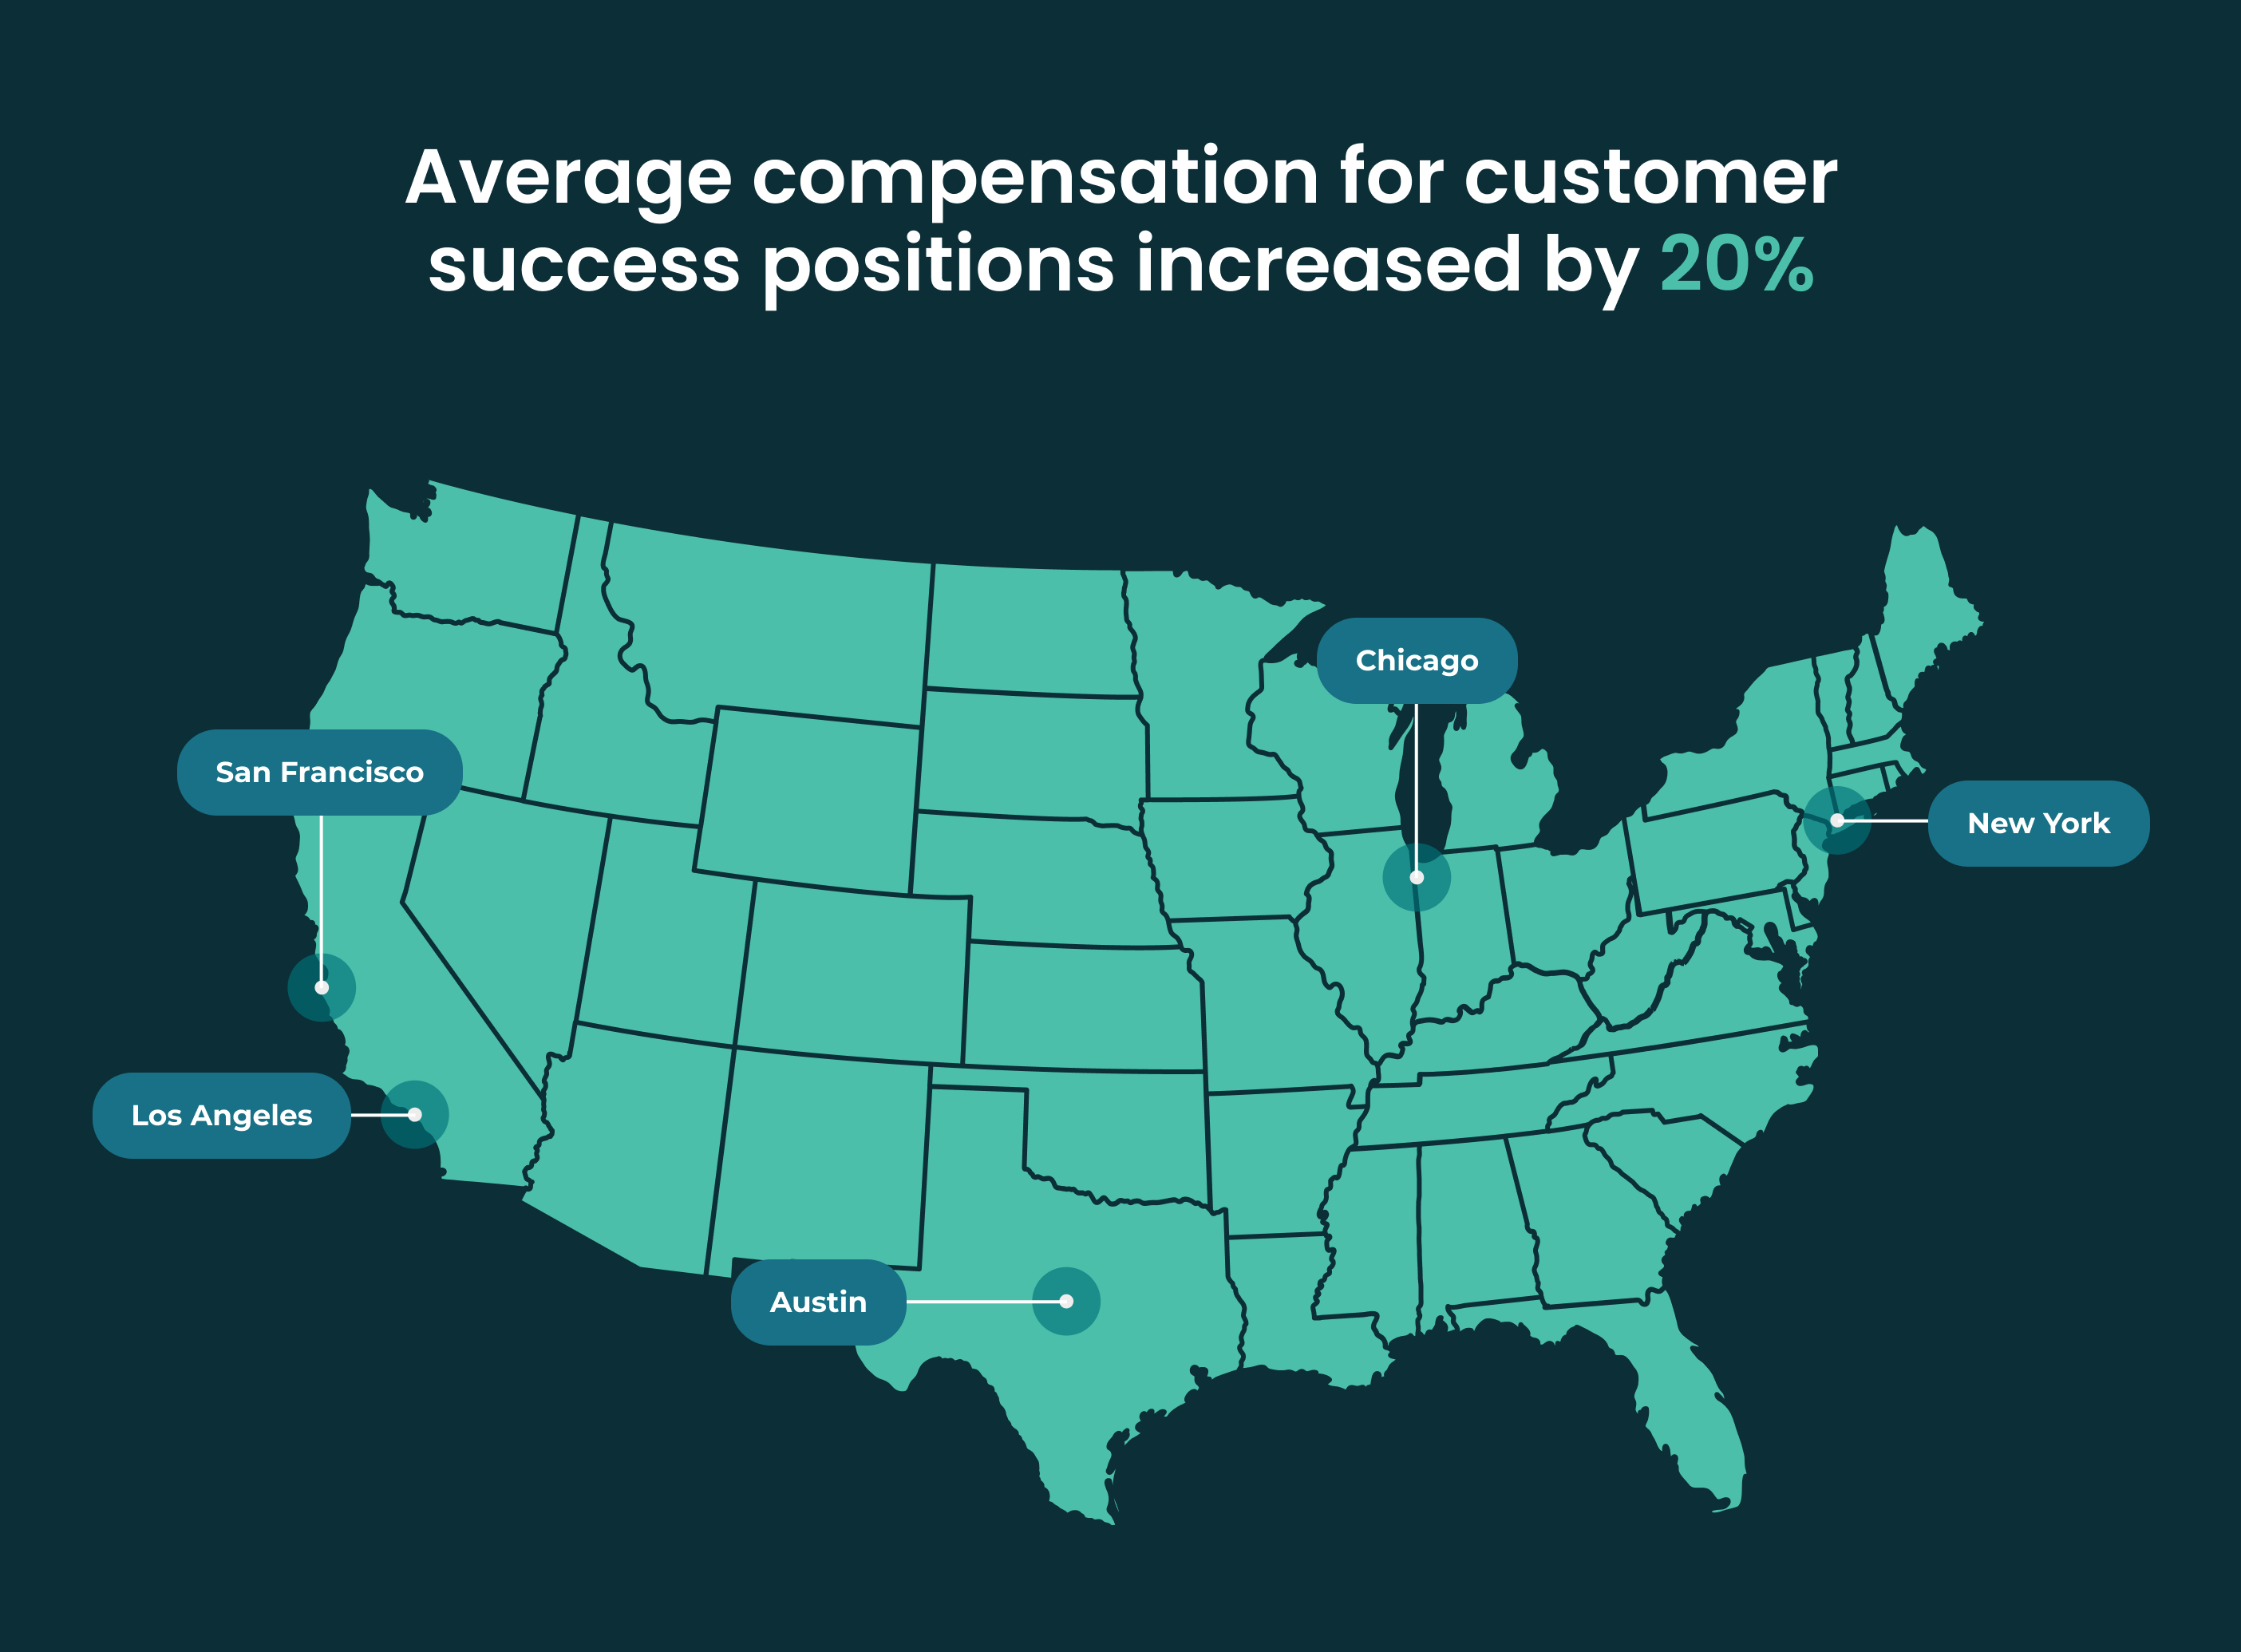 Average compensation for customer
success positions increased by 20%
Chicago
San Francisco
New York
Los Angeles
Austin